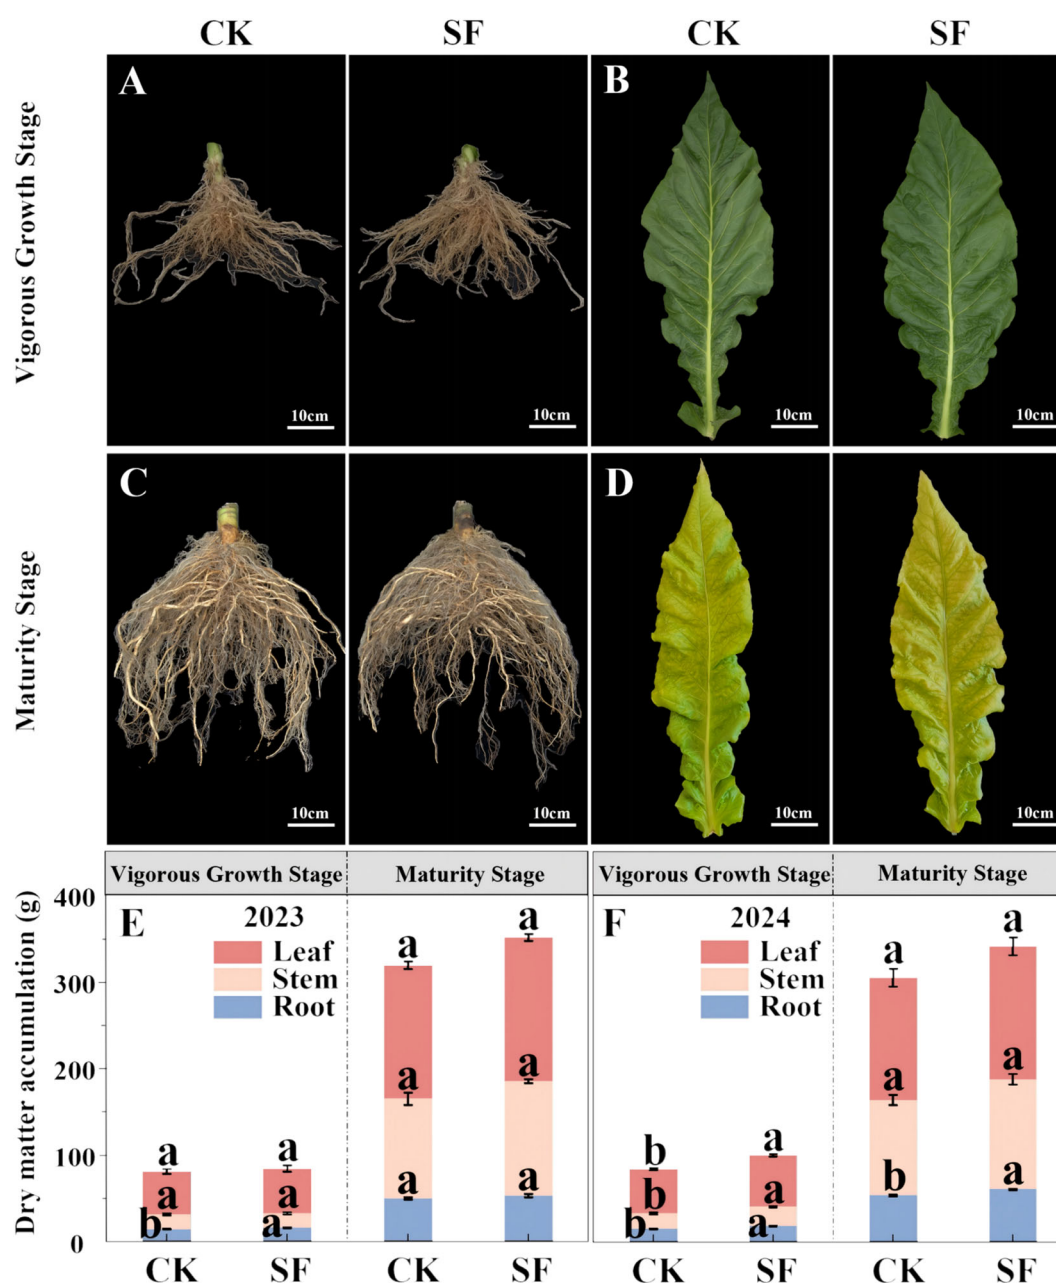 CK SF CK SF
Vigorous Growth Stage
A B
10cm 10cm 10cm 10cm
Maturity Stage
C D
10cm 10cm 10cm 10cm
Vigorous Growth Stage Maturity Stage Vigorous Growth Stage Maturity Stage
Dry matter accumulation (g)
400
300
200
100
0
E 2023
Leaf
Stem
Root
a a a a
a a a a
b a a a
CK SF CK SF
F 2024
Leaf
Stem
Root
b a a a
b a a a
b a b a
CK SF CK SF